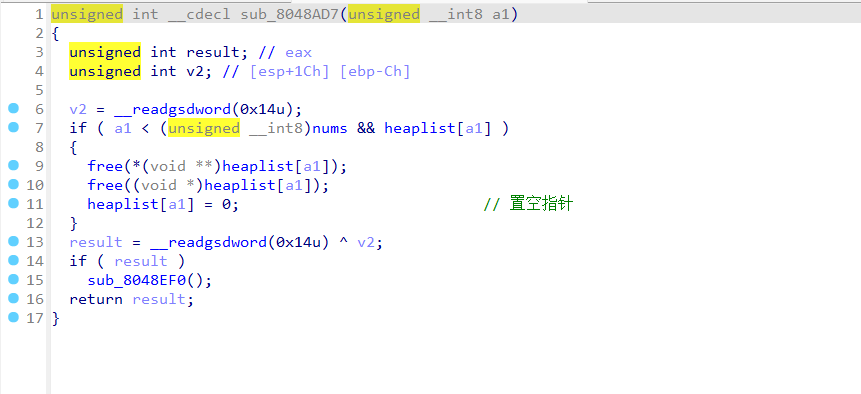 1 unsigned int __cdecl sub_8048AD7(unsigned __int8 a1)
2 {
3 unsigned int result; // eax
4 unsigned int v2; // [esp+1Ch] [ebp-Ch]
5
6 v2 = __readgsdword(0x14u);
7 if ( a1 < (unsigned __int8)nums && heaplist[a1] )
8 {
9 free(*(void **)heaplist[a1]);
10 free((void *)heaplist[a1]);
11 heaplist[a1] = 0; // 置空指针
12 }
13 result = __readgsdword(0x14u) ^ v2;
14 if ( result )
15 sub_8048EF0();
16 return result;
17 }